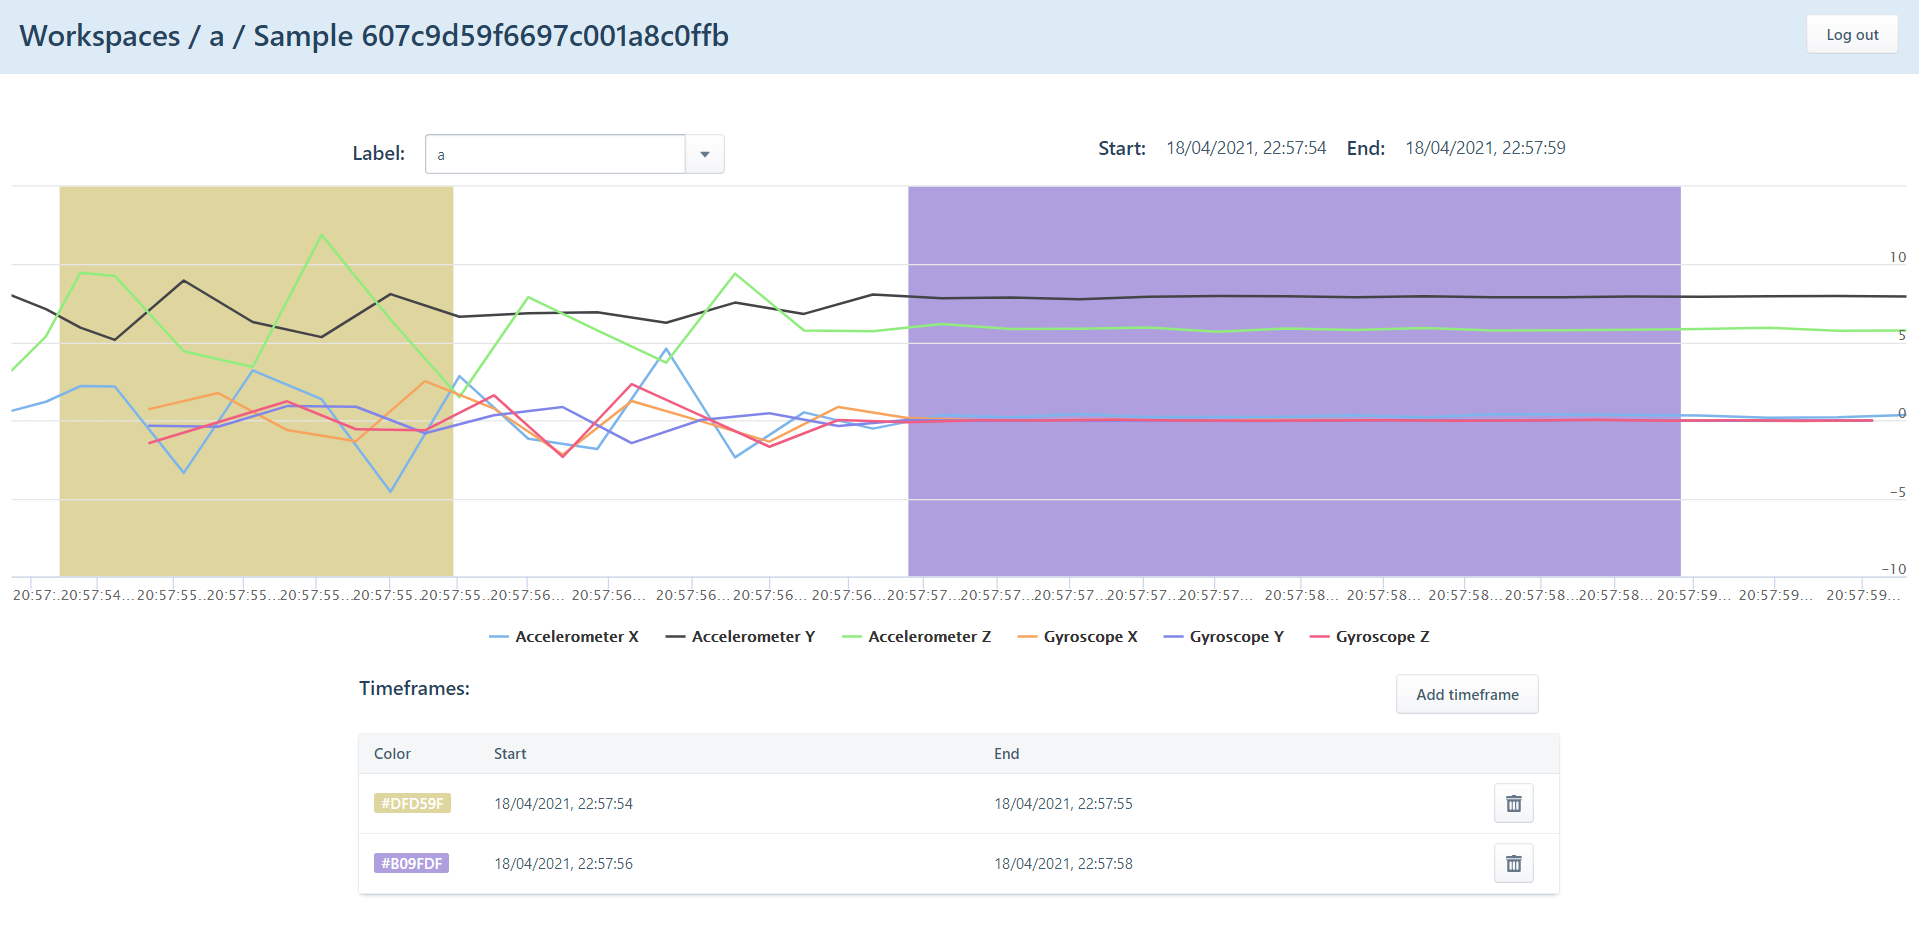 Workspaces / a / Sample 607c9d59f6697c001a8c0ffb
Log out
Label:
a
Start: 18/04/2021, 22:57:54 End: 18/04/2021, 22:57:59
10
5
0
−5
−10
20:57:... 20:57:54... 20:57:55... 20:57:55... 20:57:55... 20:57:55... 20:57:55... 20:57:56... 20:57:56... 20:57:56... 20:57:56... 20:57:56... 20:57:57... 20:57:57... 20:57:57... 20:57:57... 20:57:57... 20:57:58... 20:57:58... 20:57:58... 20:57:58... 20:57:58... 20:57:59... 20:57:59... 20:57:59...
Accelerometer X Accelerometer Y Accelerometer Z Gyroscope X Gyroscope Y Gyroscope Z
Timeframes:
Add timeframe
Color Start End
#DFD59F 18/04/2021, 22:57:54 18/04/2021, 22:57:55
#B09FDF 18/04/2021, 22:57:56 18/04/2021, 22:57:58